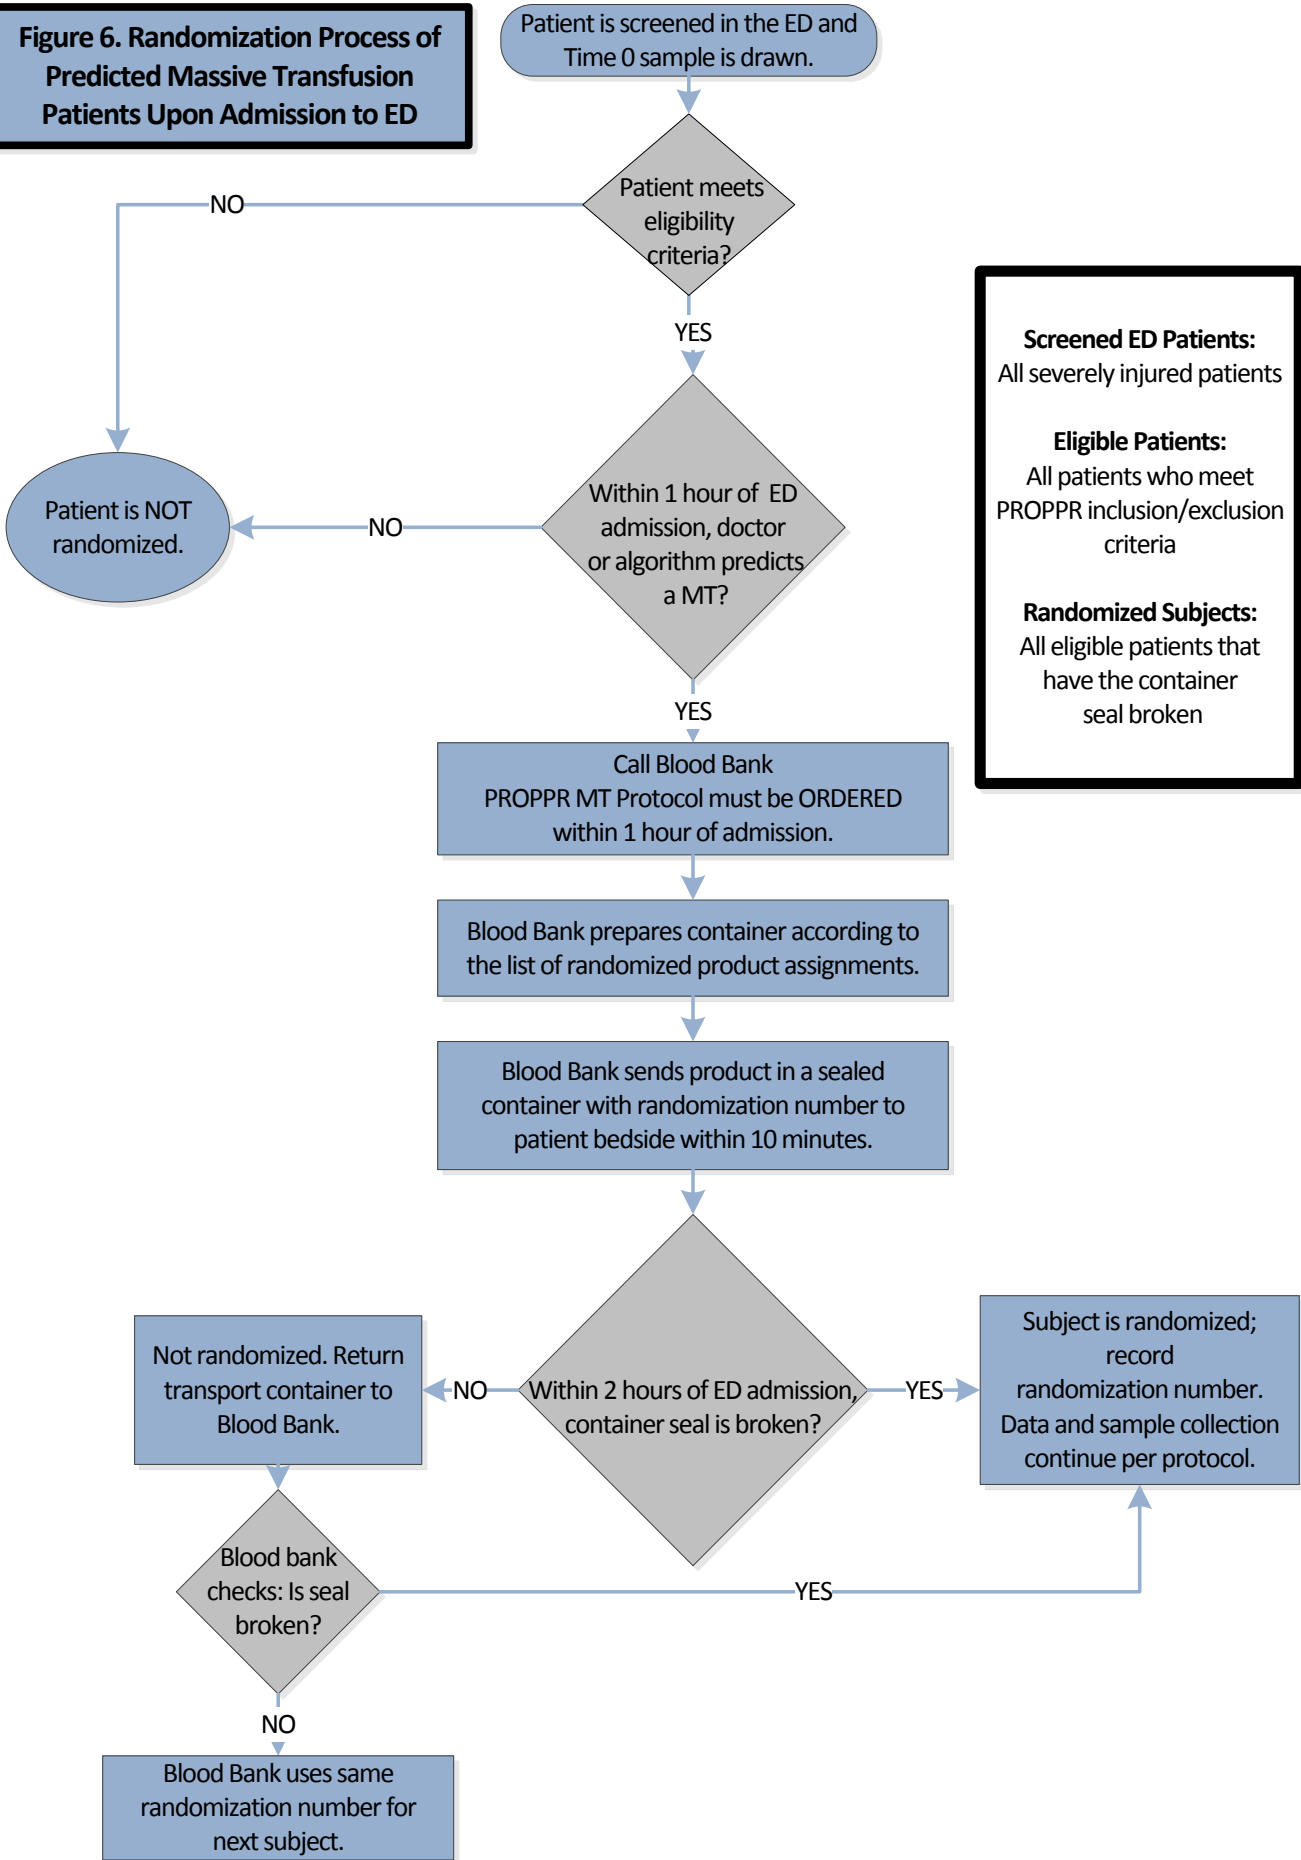 Figure 6. Randomization Process of
Predicted Massive Transfusion
Patients Upon Admission to ED
Patient is screened in the ED and
Time 0 sample is drawn.
Patient meets
eligibility
criteria?
NO
YES
Screened ED Patients:
All severely injured patients
Eligible Patients:
All patients who meet
PROPPR inclusion/exclusion
criteria
Randomized Subjects:
All eligible patients that
have the container
seal broken
Within 1 hour of ED
admission, doctor
or algorithm predicts
a MT?
NO
Patient is NOT
randomized.
YES
Call Blood Bank
PROPPR MT Protocol must be ORDERED
within 1 hour of admission.
Blood Bank prepares container according to
the list of randomized product assignments.
Blood Bank sends product in a sealed
container with randomization number to
patient bedside within 10 minutes.
Within 2 hours of ED admission,
container seal is broken?
NO
YES
Not randomized. Return
transport container to
Blood Bank.
Subject is randomized;
record
randomization number.
Data and sample collection
continue per protocol.
Blood bank
checks: Is seal
broken?
YES
NO
Blood Bank uses same
randomization number for
next subject.